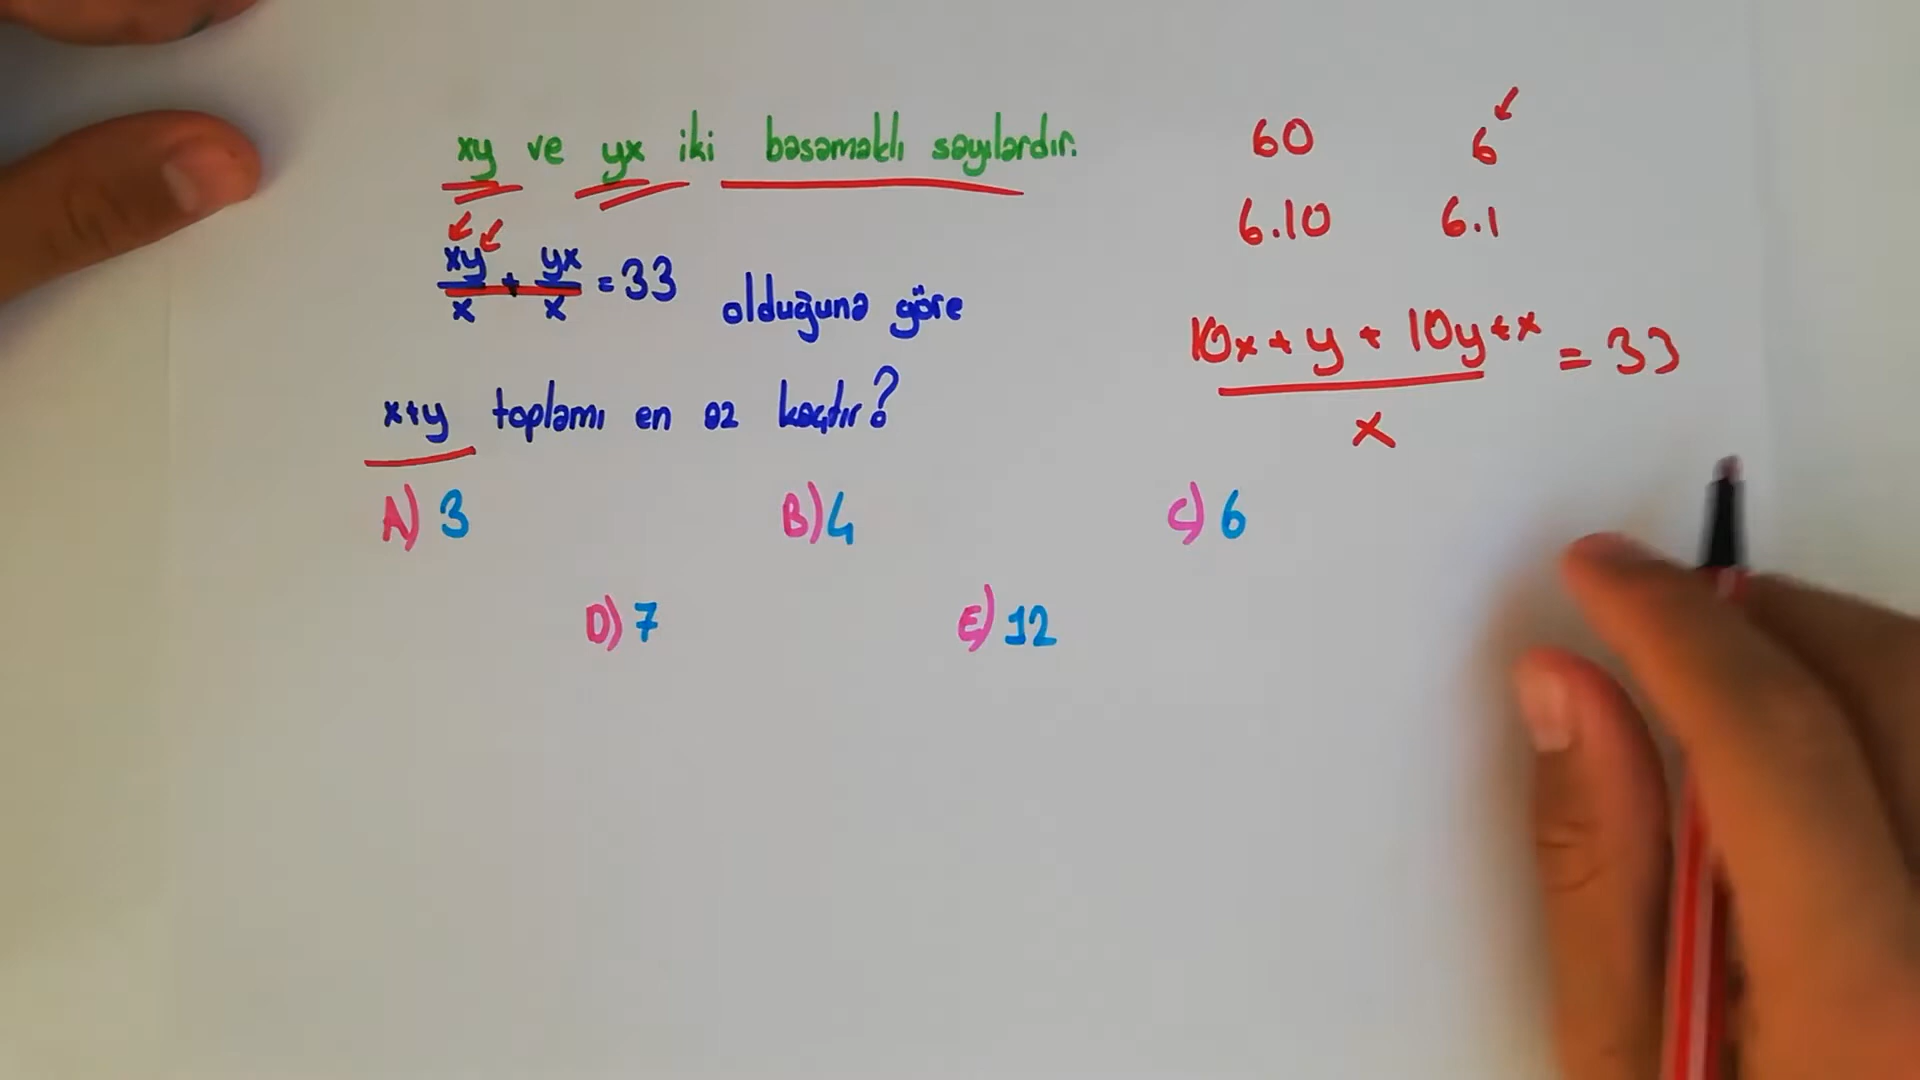 xy ve yx iki basamaklı sayılardır.
xy/x + yx/x = 33 olduğuna göre
x+y toplamı en az kaçtır?
A) 3 B) 4 C) 6
D) 7 E) 12
60 6
6.10 6.1
10x + y + 10y + x / x = 33